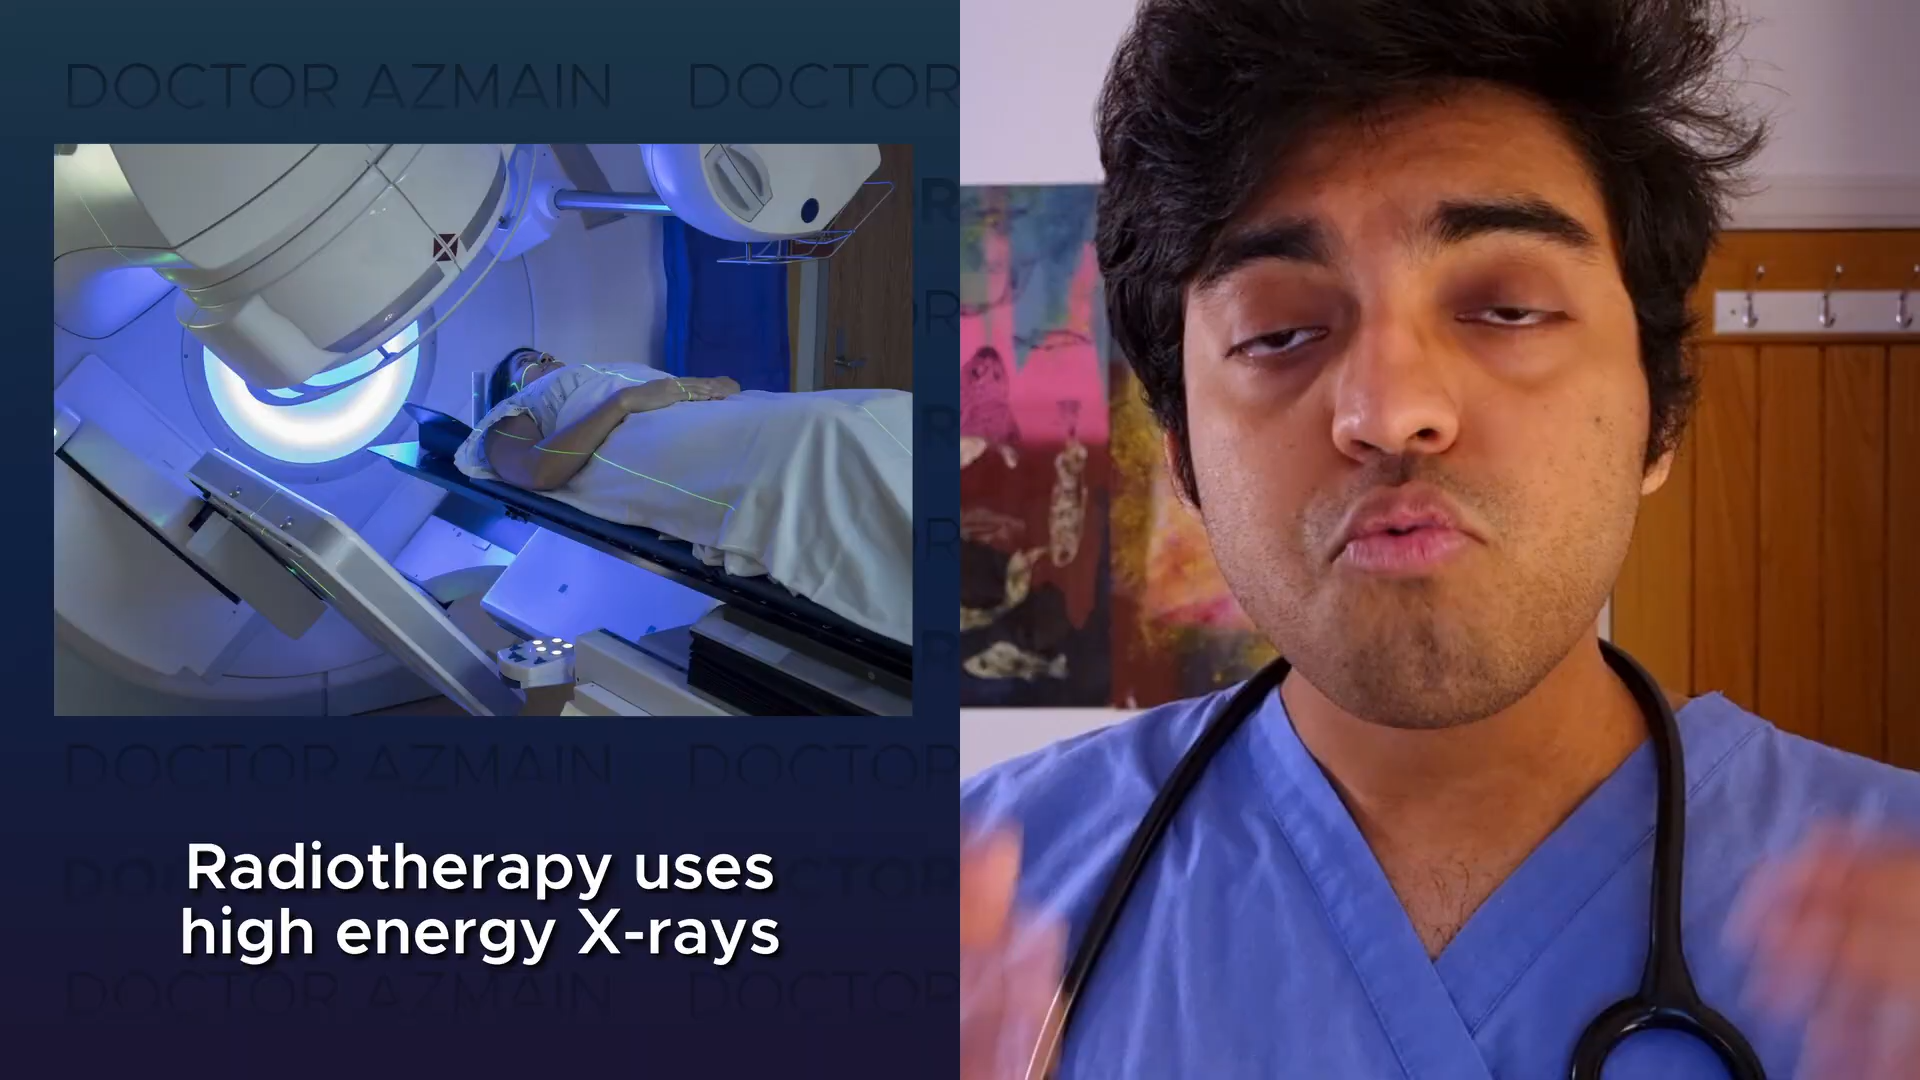 DOCTOR AZMAIN DOCTOR
DOCTOR AZMAIN DOCTOR
Radiotherapy uses
high energy X-rays
DOCTOR AZMAIN DOCTOR